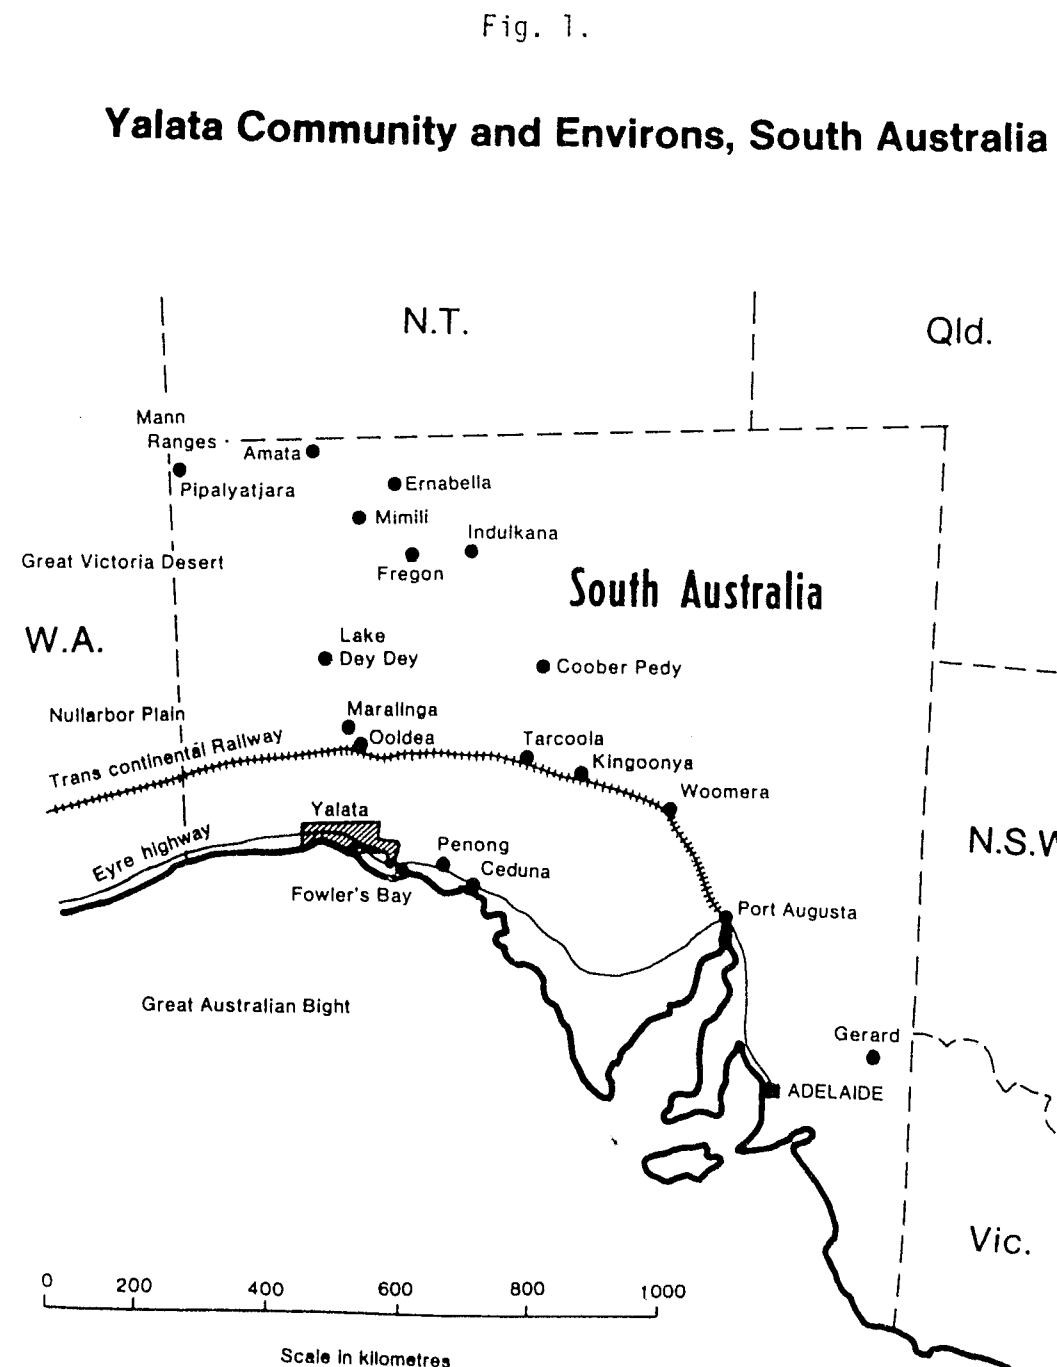 Fig. 1.
Yalata Community and Environs, South Australia
N.T.
Qld.
Mann
Ranges
Amata
Pipalyatjara
Ernabella
Mimili
Indulkana
Fregon
Great Victoria Desert
South Australia
W.A.
Lake
Dey Dey
Coober Pedy
Nullarbor Plain
Maralinga
Ooldea
Trans continental Railway
Tarcoola
Kingoonya
Woomera
Yalata
Eyre highway
Penong
Ceduna
N.S.W
Fowler's Bay
Port Augusta
Great Australian Bight
Gerard
ADELAIDE
Vic.
0 200 400 600 800 1000
Scale in kilometres